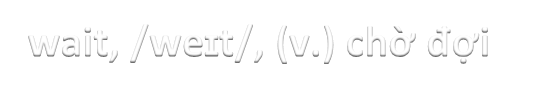 wait, /weɪt/, (v.) chờ đợi